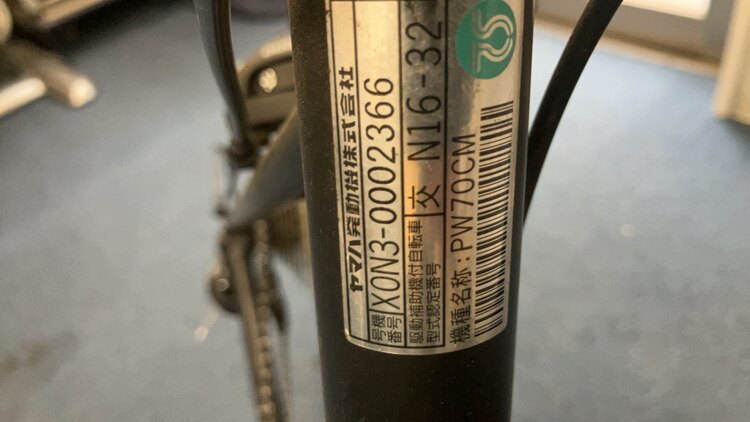 ヤマハ発動機株式会社
号機番号 X0N3-0002366
駆動補助機付自転車
型式認定番号
交 N16-32
機種名称:PW70CM
TS